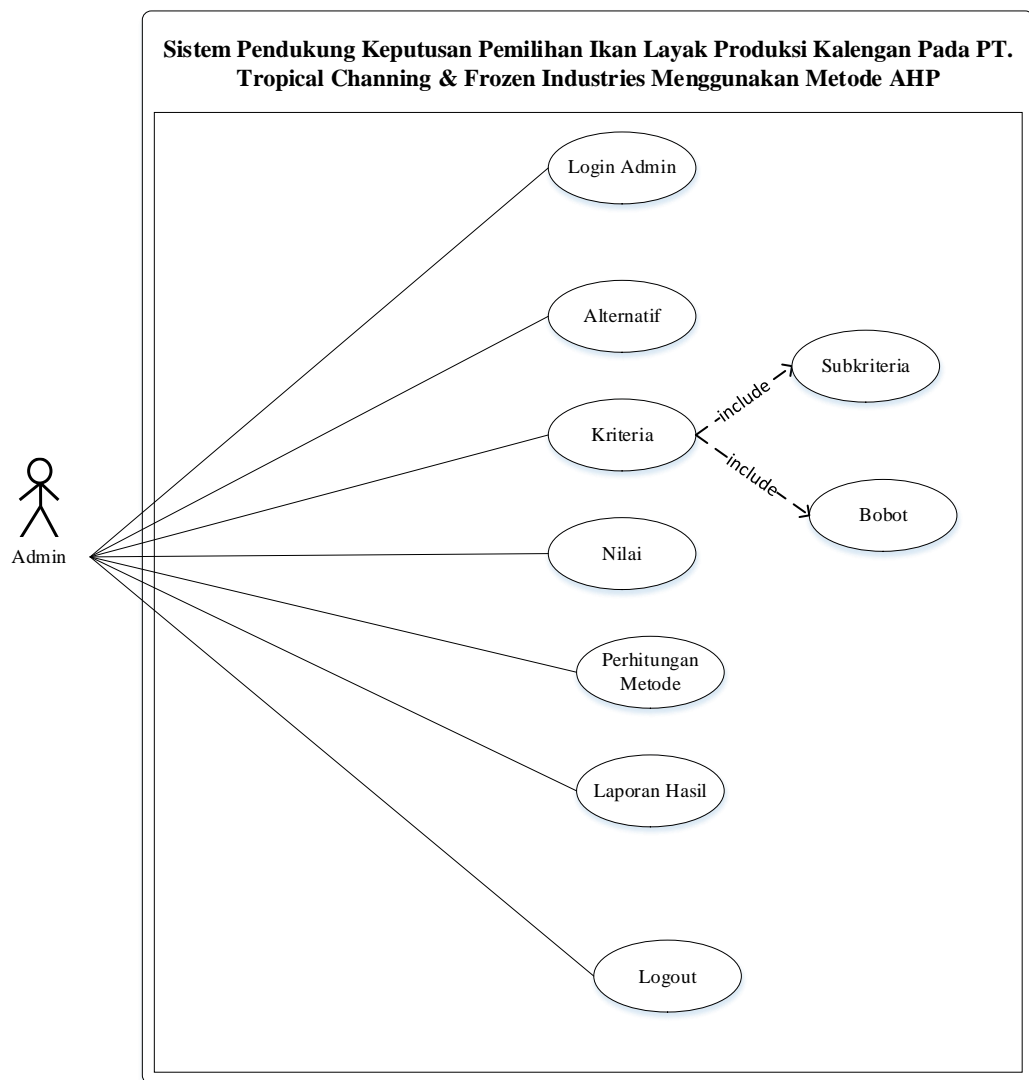 Sistem Pendukung Keputusan Pemilihan Ikan Layak Produksi Kalengan Pada PT.
Tropical Channing & Frozen Industries Menggunakan Metode AHP
Login Admin
Alternatif
Subkriteria
include
Kriteria
include
Bobot
Admin
Nilai
Perhitungan
Metode
Laporan Hasil
Logout